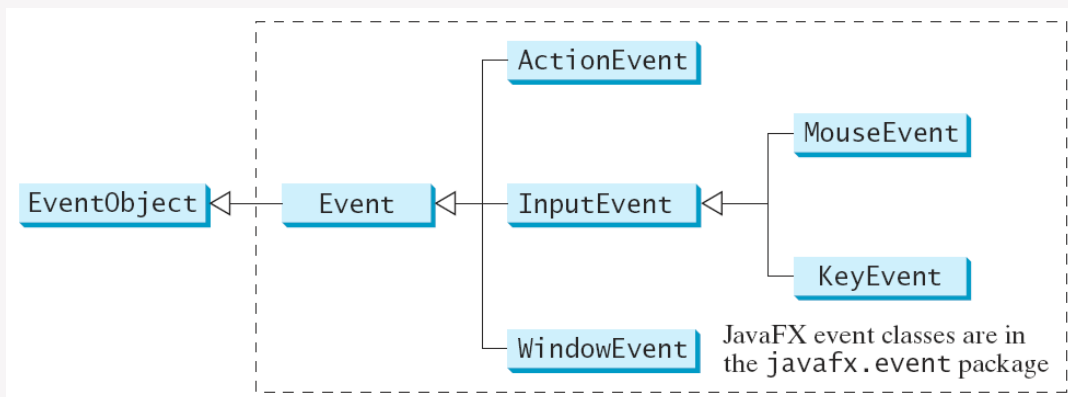 ActionEvent
MouseEvent
EventObject
Event
InputEvent
KeyEvent
WindowEvent
JavaFX event classes are in
the javafx.event package